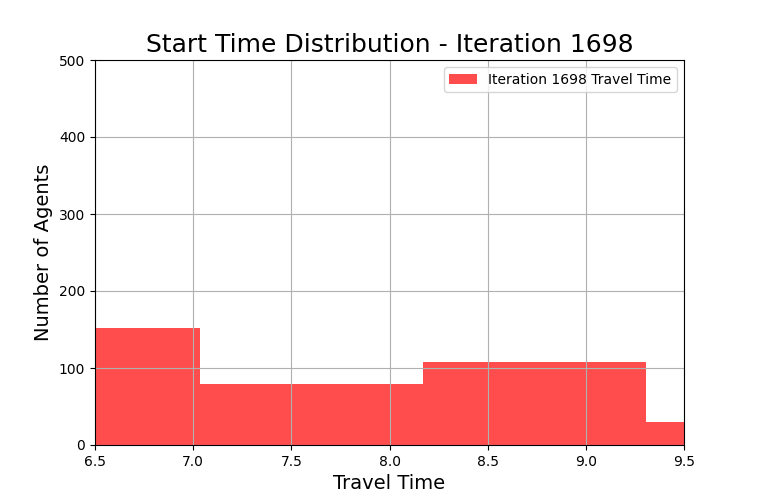 Start Time Distribution - Iteration 1698
500
400
300
200
100
0
Number of Agents
Iteration 1698 Travel Time
6.5 7.0 7.5 8.0 8.5 9.0 9.5
Travel Time